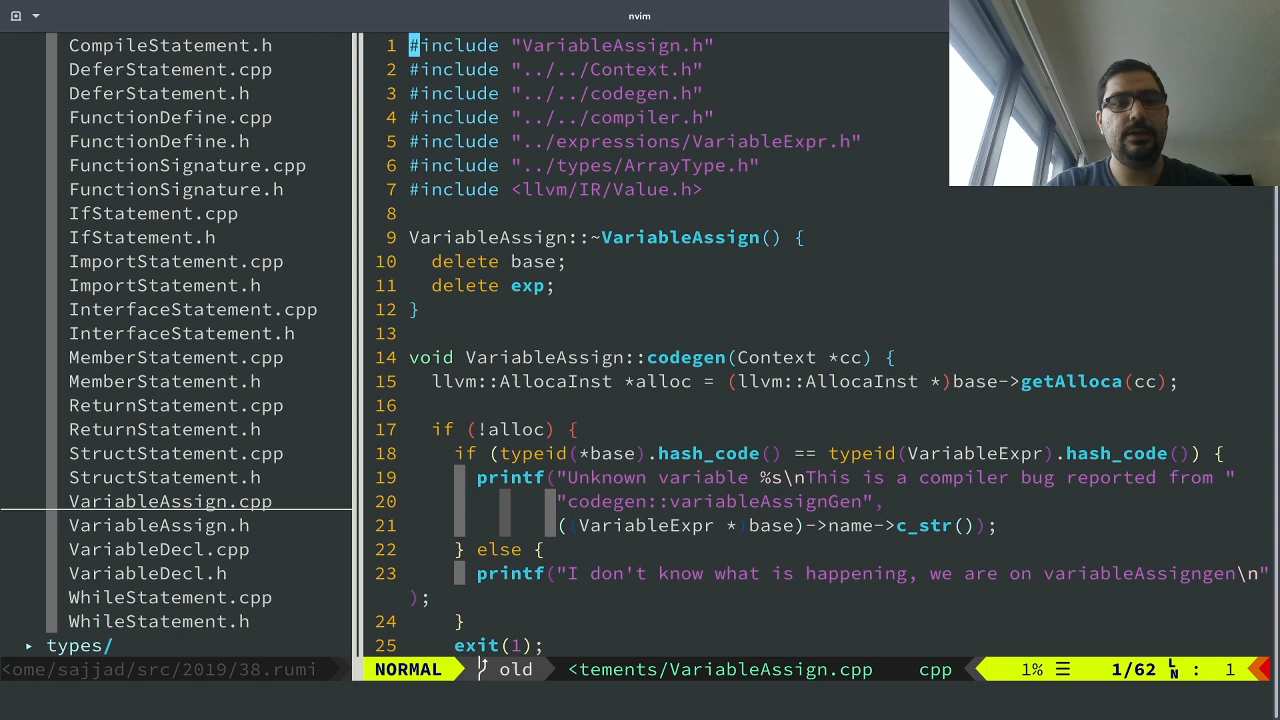 nvim
CompileStatement.h
DeferStatement.cpp
DeferStatement.h
FunctionDefine.cpp
FunctionDefine.h
FunctionSignature.cpp
FunctionSignature.h
IfStatement.cpp
IfStatement.h
ImportStatement.cpp
ImportStatement.h
InterfaceStatement.cpp
InterfaceStatement.h
MemberStatement.cpp
MemberStatement.h
ReturnStatement.cpp
ReturnStatement.h
StructStatement.cpp
StructStatement.h
VariableAssign.cpp
VariableAssign.h
VariableDecl.cpp
VariableDecl.h
WhileStatement.cpp
WhileStatement.h
▸ types/
<ome/sajjad/src/2019/38.rumi
1 #include "VariableAssign.h"
2 #include "../../Context.h"
3 #include "../../codegen.h"
4 #include "../../compiler.h"
5 #include "../expressions/VariableExpr.h"
6 #include "../types/ArrayType.h"
7 #include <llvm/IR/Value.h>
8
9 VariableAssign::~VariableAssign() {
10 delete base;
11 delete exp;
12 }
13
14 void VariableAssign::codegen(Context *cc) {
15 llvm::AllocaInst *alloc = (llvm::AllocaInst *)base->getAlloca(cc);
16
17 if (!alloc) {
18 if (typeid(*base).hash_code() == typeid(VariableExpr).hash_code()) {
19 printf("Unknown variable %s\nThis is a compiler bug reported from "
20 "codegen::variableAssignGen",
21 ((VariableExpr *)base)->name->c_str());
22 } else {
23 printf("I don't know what is happening, we are on variableAssigngen\n"
);
24 }
25 exit(1);
NORMAL old <tements/VariableAssign.cpp cpp 1% ☰ 1/62 LN : 1